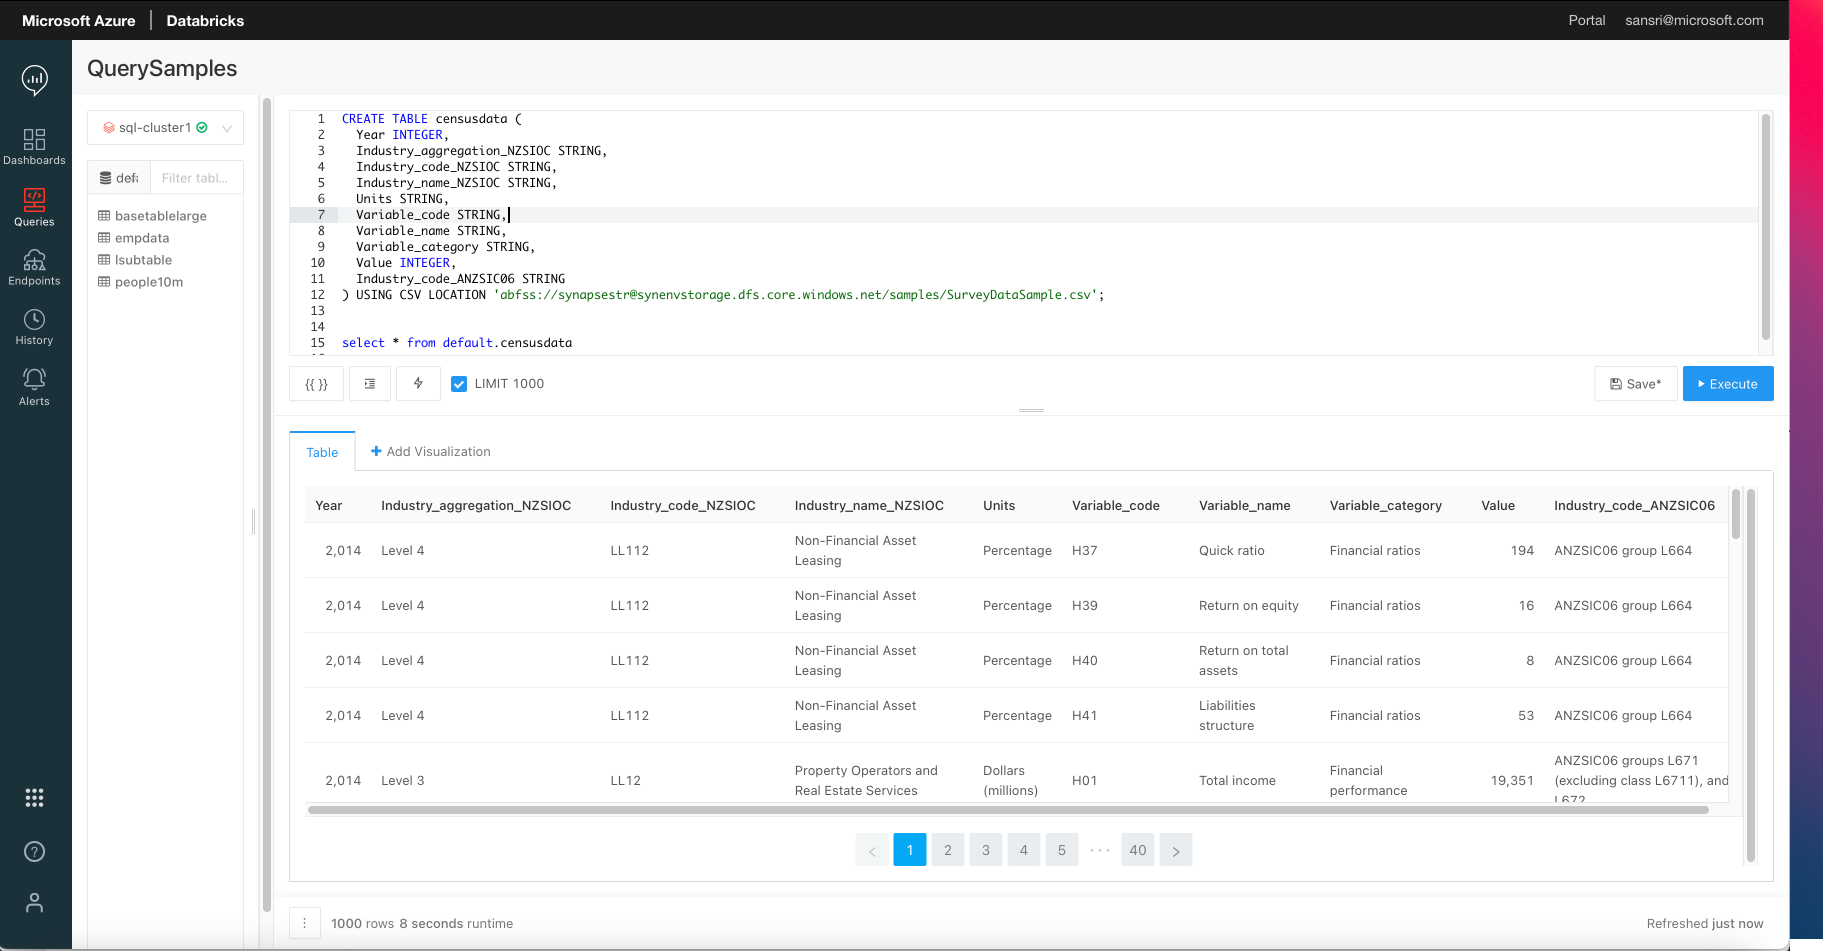 Microsoft Azure | Databricks
Portal
sansri@microsoft.com
QuerySamples
Dashboards
Queries
Endpoints
History
Alerts
sql-cluster1
defa
Filter tabl...
basetablelarge
empdata
lsubtable
people10m
1 CREATE TABLE censusdata (
2 Year INTEGER,
3 Industry_aggregation_NZSIOC STRING,
4 Industry_code_NZSIOC STRING,
5 Industry_name_NZSIOC STRING,
6 Units STRING,
7 Variable_code STRING,
8 Variable_name STRING,
9 Variable_category STRING,
10 Value INTEGER,
11 Industry_code_ANZSIC06 STRING
12 ) USING CSV LOCATION 'abfss://synapsestr@synenvstorage.dfs.core.windows.net/samples/SurveyDataSample.csv';
13
14
15 select * from default.censusdata
{{ }}
LIMIT 1000
Save*
Execute
Table
+ Add Visualization
Year Industry_aggregation_NZSIOC Industry_code_NZSIOC Industry_name_NZSIOC Units Variable_code Variable_name Variable_category Value Industry_code_ANZSIC06
2,014 Level 4 LL112 Non-Financial Asset Leasing Percentage H37 Quick ratio Financial ratios 194 ANZSIC06 group L664
2,014 Level 4 LL112 Non-Financial Asset Leasing Percentage H39 Return on equity Financial ratios 16 ANZSIC06 group L664
2,014 Level 4 LL112 Non-Financial Asset Leasing Percentage H40 Return on total assets Financial ratios 8 ANZSIC06 group L664
2,014 Level 4 LL112 Non-Financial Asset Leasing Percentage H41 Liabilities structure Financial ratios 53 ANZSIC06 group L664
2,014 Level 3 LL12 Property Operators and Real Estate Services Dollars (millions) H01 Total income Financial performance 19,351 ANZSIC06 groups L671 (excluding class L6711), and L672
< 1 2 3 4 5 ••• 40 >
1000 rows 8 seconds runtime
Refreshed just now